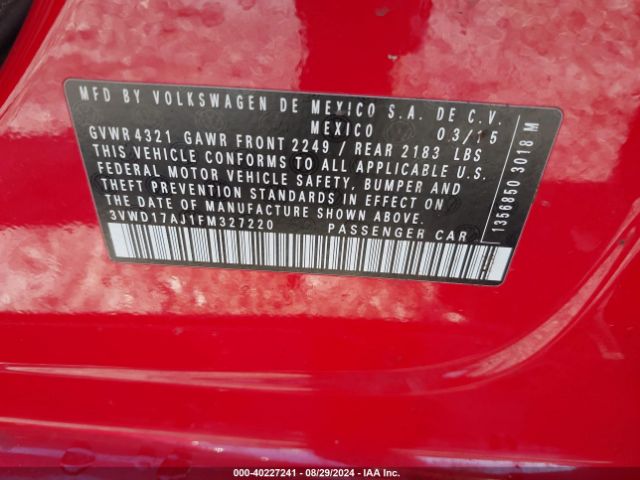 MFD BY VOLKSWAGEN DE MEXICO S.A. DE C.V.
MEXICO 03/15
GVWR 4321 GAWR FRONT 2249 / REAR 2183 LBS
THIS VEHICLE CONFORMS TO ALL APPLICABLE U.S.
FEDERAL MOTOR VEHICLE SAFETY, BUMPER AND
THEFT PREVENTION STANDARDS IN EFFECT ON
THE DATE OF MANUFACTURE SHOWN ABOVE.
3VWD17AJ1FM327220 PASSENGER CAR
1356850 3018 M
000-40227241 - 08/29/2024 - IAAI.COM